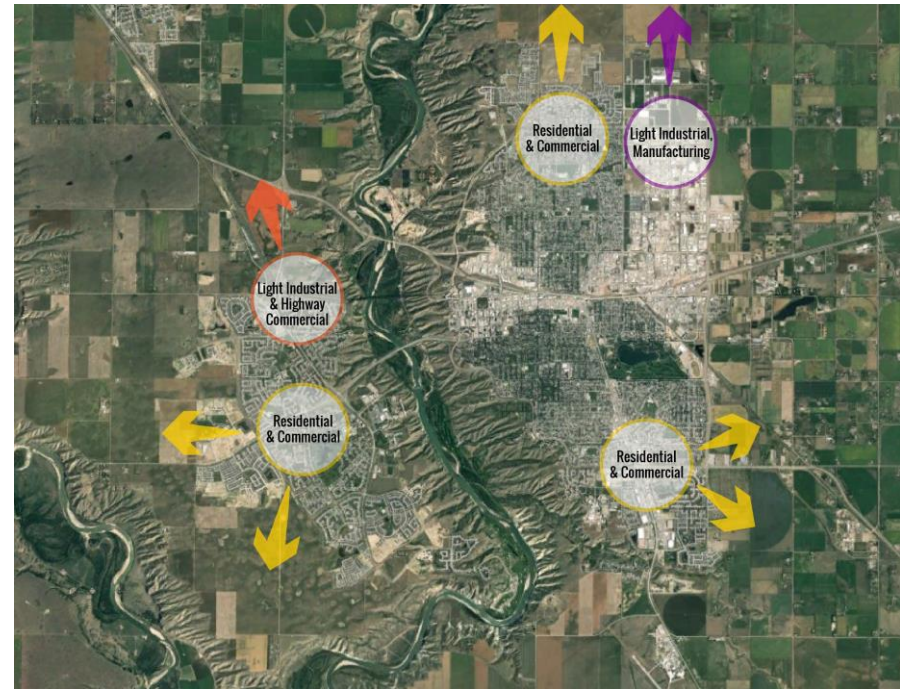 Residential
& Commercial
Light Industrial,
Manufacturing
Light Industrial
& Highway
Commercial
Residential
& Commercial
Residential
& Commercial